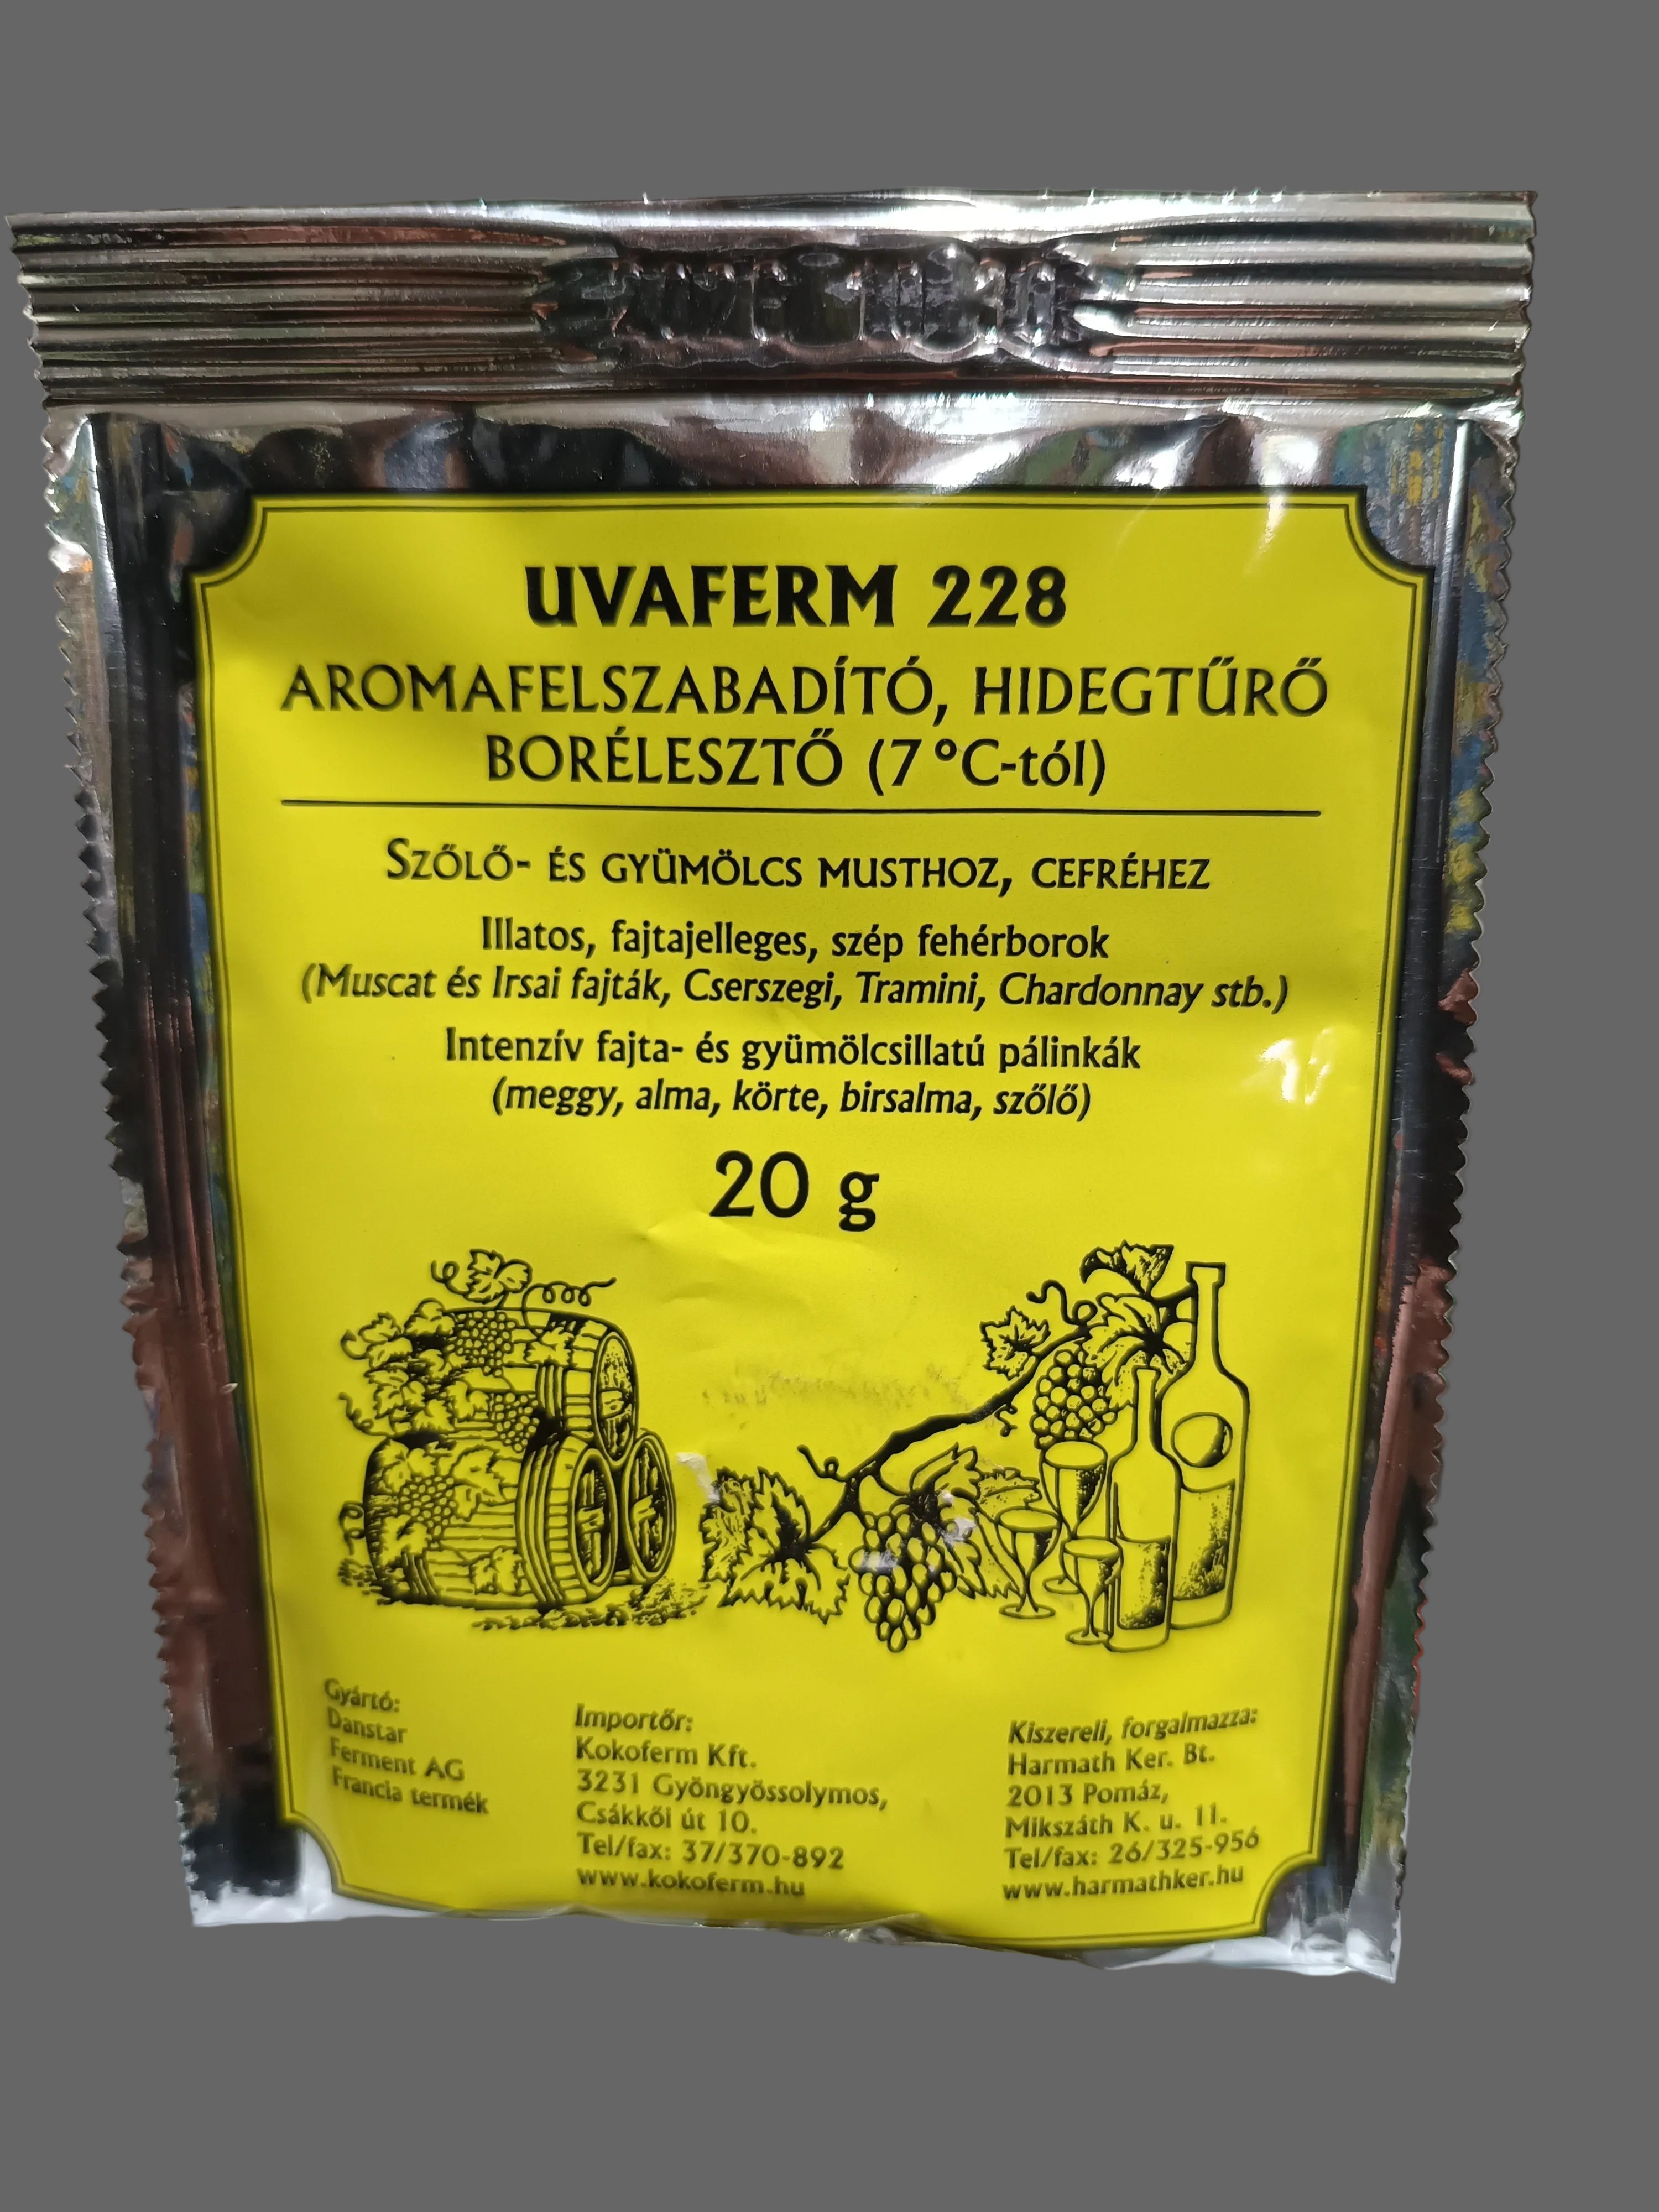 UVAFERM 228
AROMAFELSZABADÍTÓ, HIDEGTŰRŐ
BORÉLESZTŐ (7 °C-tól)
SZŐLŐ- ÉS GYÜMÖLCS MUSTHOZ, CEFRÉHEZ
Illatos, fajtajelleges, szép fehérborok
(Muscat és Irsai fajták, Cserszegi, Tramini, Chardonnay stb.)
Intenzív fajta- és gyümölcsillatú pálinkák
(meggy, alma, körte, birsalma, szőlő)
20 g
Gyártó:
Danstar
Ferment AG
Francia termék
Importőr:
Kokoferm Kft.
3231 Gyöngyössolymos,
Csákkői út 10.
Tel/fax: 37/370-892
www.kokoferm.hu
Kiszereli, forgalmazza:
Harmath Ker. Bt.
2013 Pomáz,
Mikszáth K. u. 11.
Tel/fax: 26/325-956
www.harmathker.hu